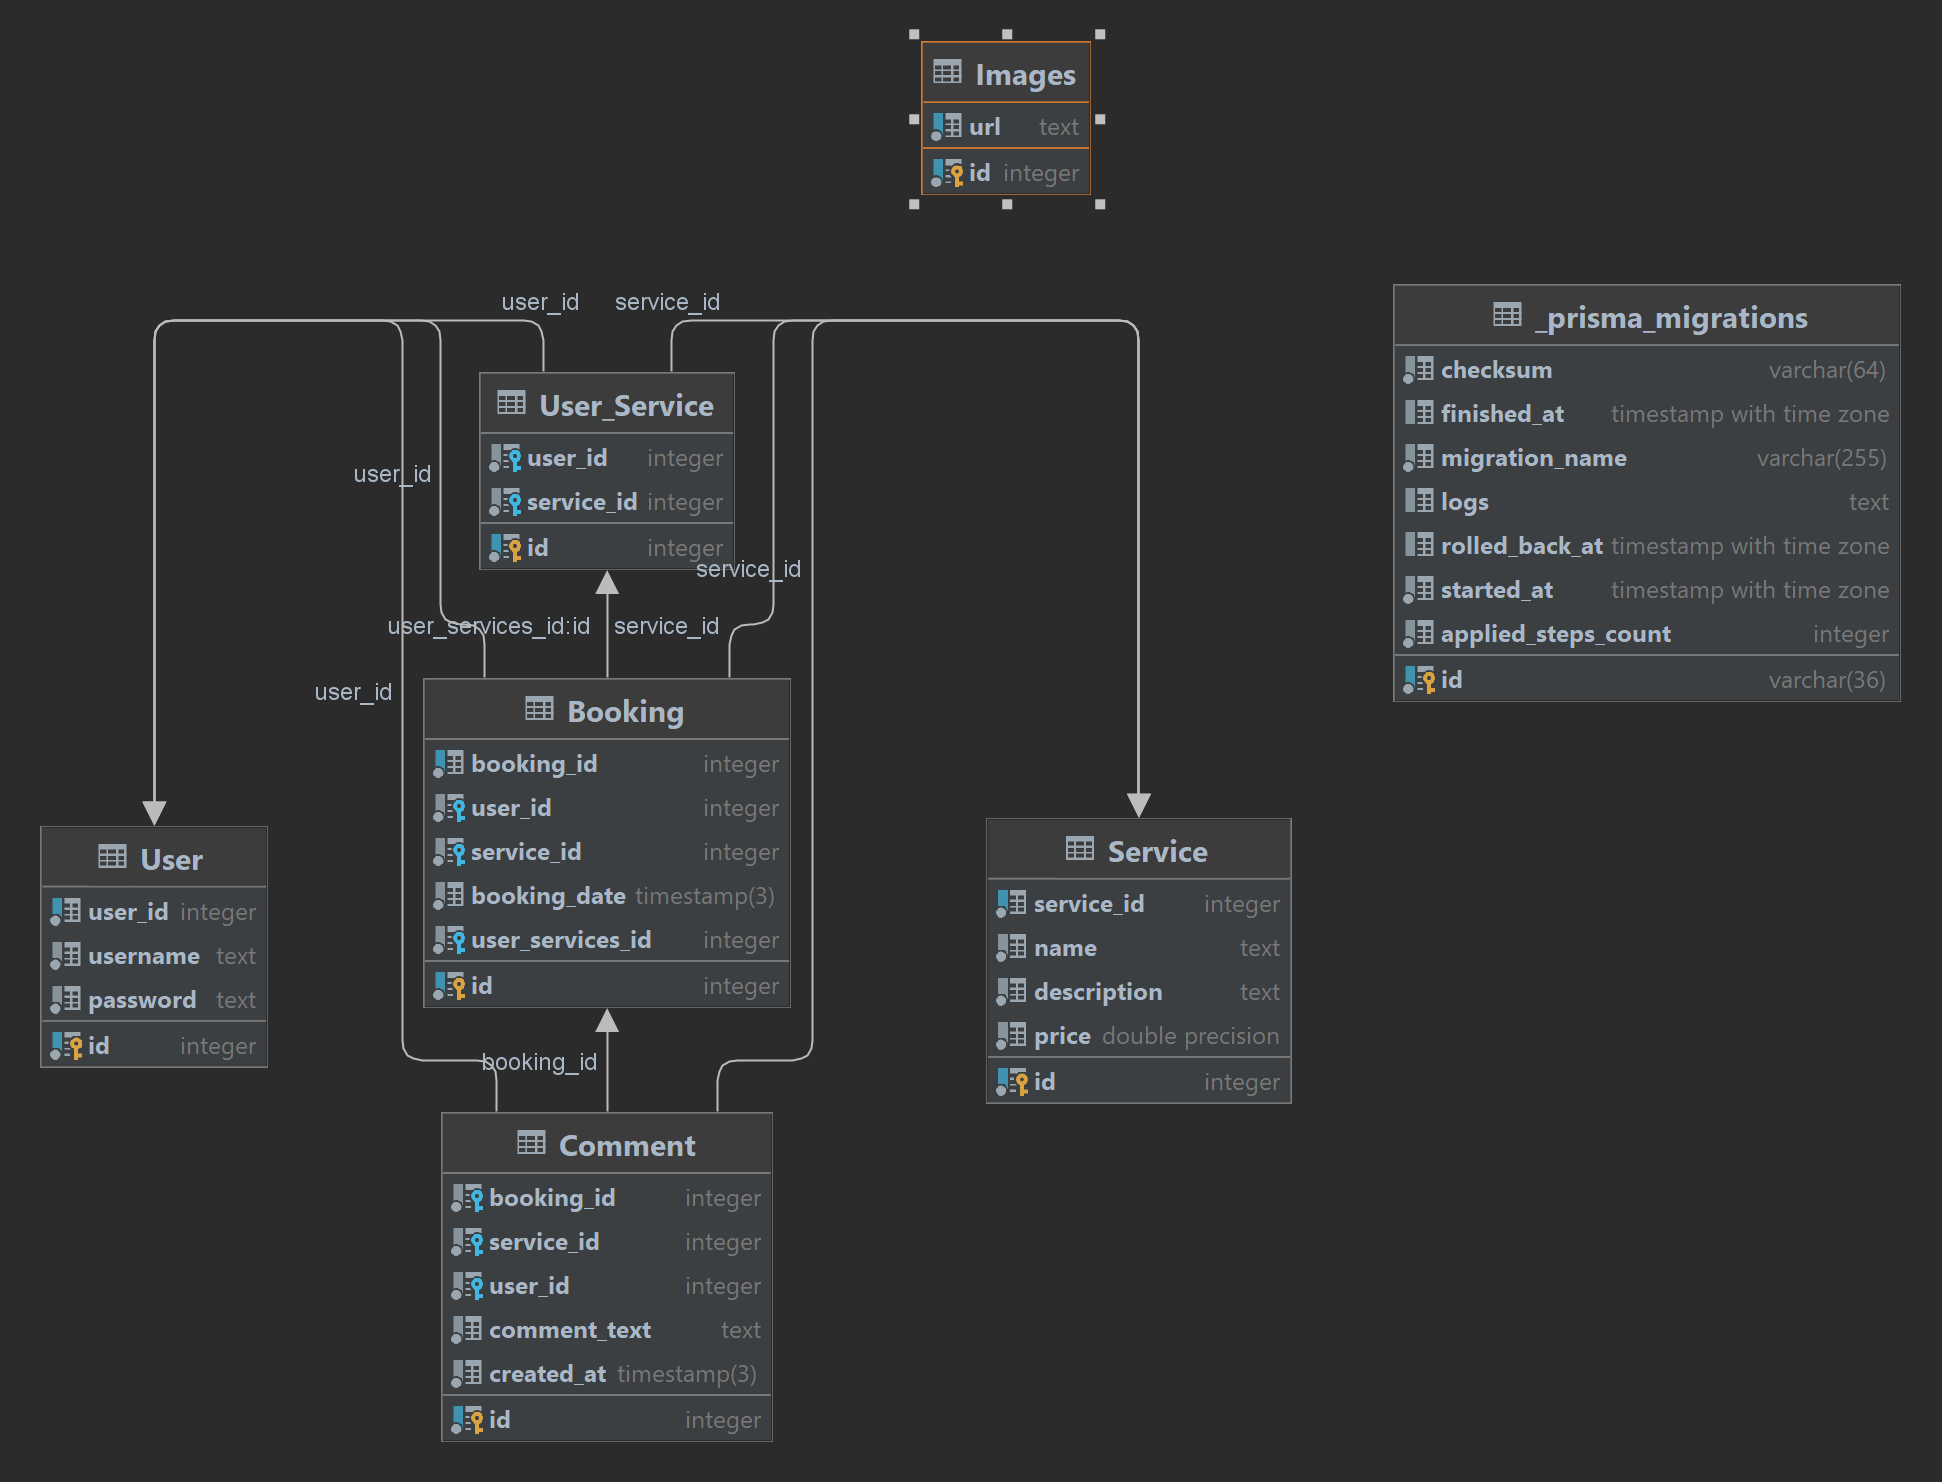 Images
url text
id integer
user_id service_id
_prisma_migrations
checksum varchar(64)
finished_at timestamp with time zone
migration_name varchar(255)
logs text
rolled_back_at timestamp with time zone
started_at timestamp with time zone
applied_steps_count integer
id varchar(36)
User_Service
user_id integer
service_id integer
id integer
user_id
service_id
user_services_id:id service_id
user_id
Booking
booking_id integer
user_id integer
service_id integer
booking_date timestamp(3)
user_services_id integer
id integer
User
user_id integer
username text
password text
id integer
Service
service_id integer
name text
description text
price double precision
id integer
booking_id
Comment
booking_id integer
service_id integer
user_id integer
comment_text text
created_at timestamp(3)
id integer